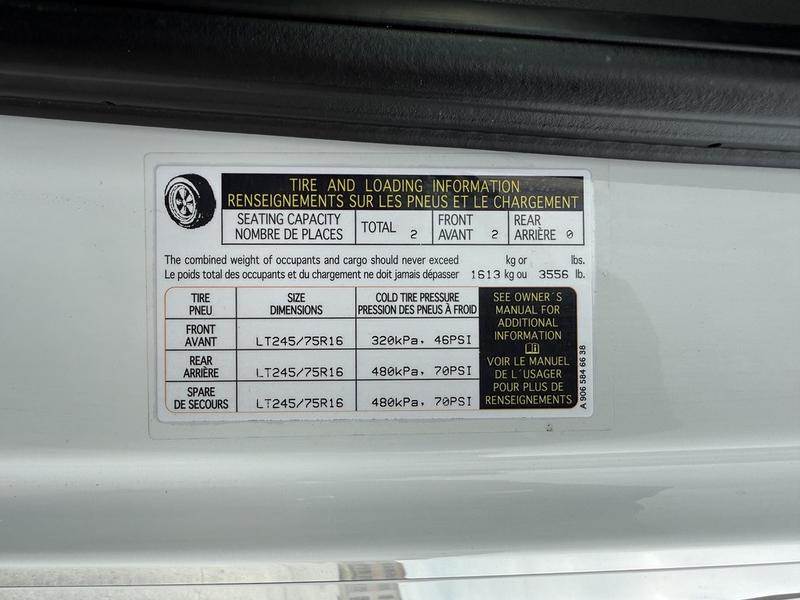 TIRE AND LOADING INFORMATION
RENSEIGNEMENTS SUR LES PNEUS ET LE CHARGEMENT
SEATING CAPACITY
NOMBRE DE PLACES
TOTAL 2
FRONT
AVANT 2
REAR
ARRIÈRE 0
The combined weight of occupants and cargo should never exceed kg or lbs.
Le poids total des occupants et du chargement ne doit jamais dépasser 1613 kg ou 3556 lb.
TIRE
PNEU
SIZE
DIMENSIONS
COLD TIRE PRESSURE
PRESSION DES PNEUS À FROID
FRONT
AVANT
LT245/75R16
320kPa, 46PSI
REAR
ARRIÈRE
LT245/75R16
480kPa, 70PSI
SPARE
DE SECOURS
LT245/75R16
480kPa, 70PSI
SEE OWNER´S
MANUAL FOR
ADDITIONAL
INFORMATION
VOIR LE MANUEL
DE L´USAGER
POUR PLUS DE
RENSEIGNEMENTS
A 906 584 66 38